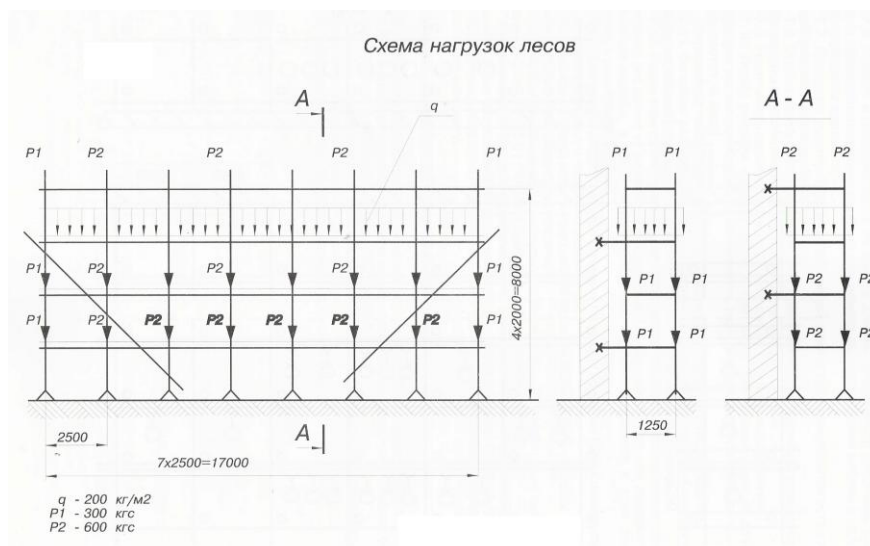 Схема нагрузок лесов
А
q
А - А
P1 P2 P2 P2 P1
P1 P1
P2 P2
P1 P2 P2 P2 P1
P1 P1
P2 P2
P1 P2 P2 P2 P2 P2 P2 P1
P1 P1
P2 P2
4x2000=8000
2500
А
1250
7x2500=17000
q - 200 кг/м2
P1 - 300 кгс
P2 - 600 кгс